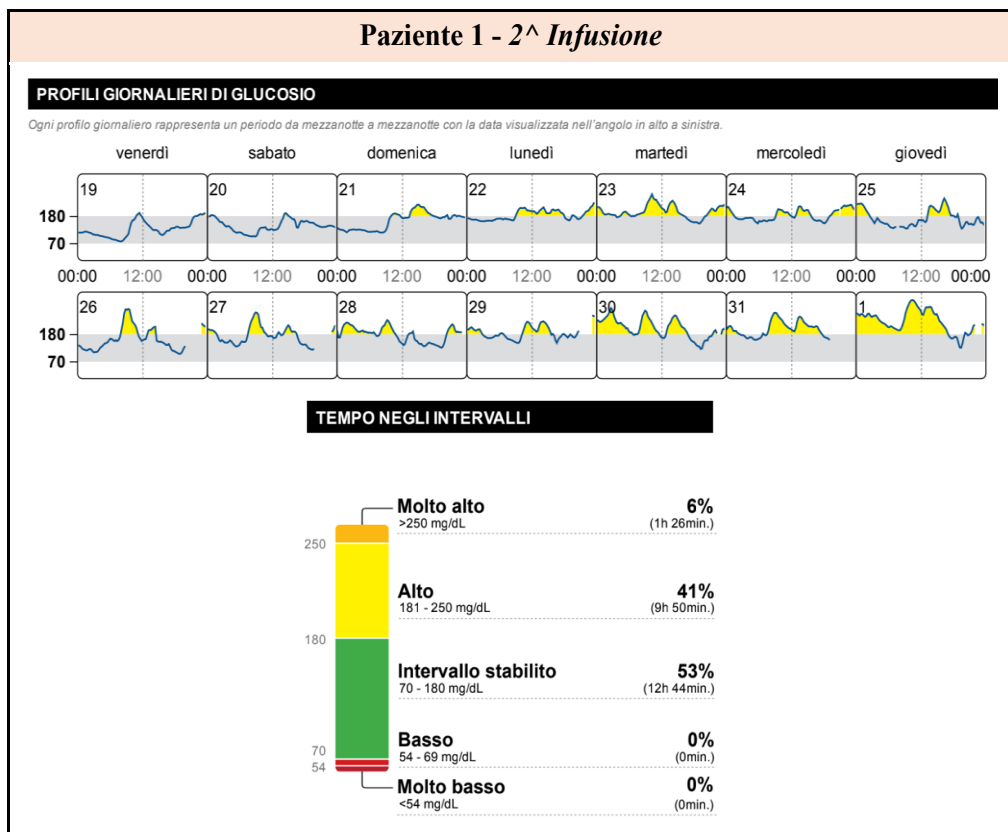 Paziente 1 - 2^ Infusione
PROFILI GIORNALIERI DI GLUCOSIO
Ogni profilo giornaliero rappresenta un periodo da mezzanotte a mezzanotte con la data visualizzata nell'angolo in alto a sinistra.
venerdì sabato domenica lunedì martedì mercoledì giovedì
19 20 21 22 23 24 25
180
70
00:00 12:00 00:00 12:00 00:00 12:00 00:00 12:00 00:00 12:00 00:00 12:00 00:00 12:00 00:00
26 27 28 29 30 31 1
180
70
TEMPO NEGLI INTERVALLI
Molto alto 6%
>250 mg/dL (1h 26min.)
250
Alto 41%
181 - 250 mg/dL (9h 50min.)
180
Intervallo stabilito 53%
70 - 180 mg/dL (12h 44min.)
Basso 0%
70 54 - 69 mg/dL (0min.)
54
Molto basso 0%
<54 mg/dL (0min.)